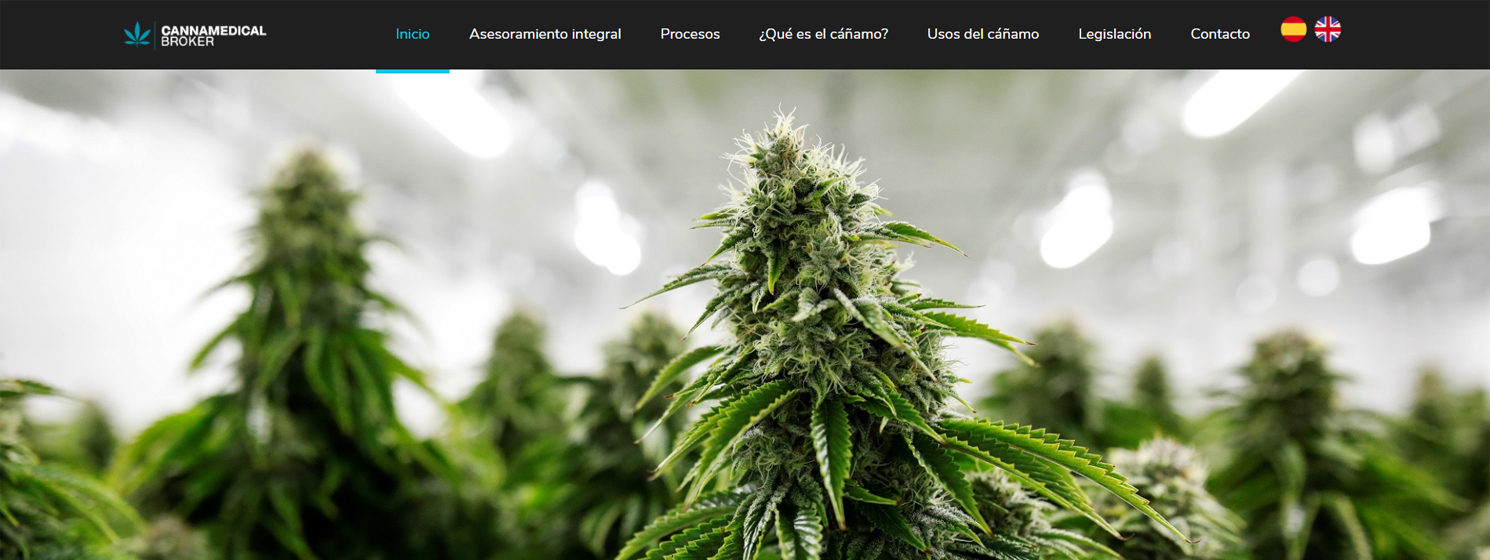 CANNAMEDICAL
BROKER
Inicio Asesoramiento integral Procesos ¿Qué es el cáñamo? Usos del cáñamo Legislación Contacto